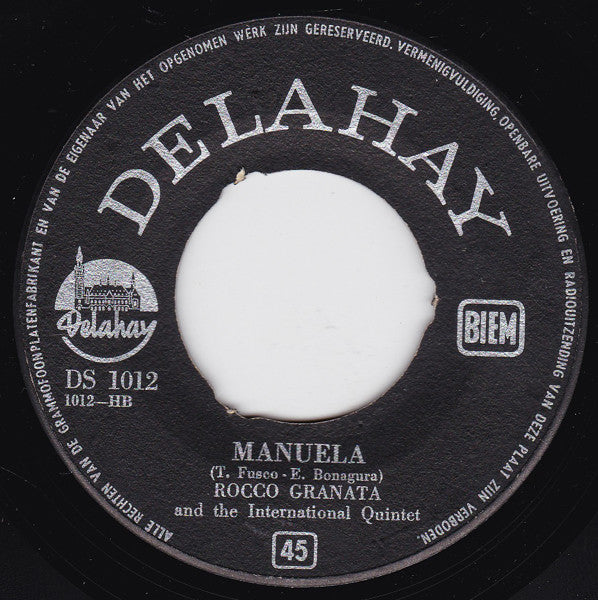 ALLE RECHTEN VAN DE GRAMMOFOONPLATENFABRIKANT EN VAN DE EIGENAAR VAN HET OPGENOMEN WERK ZIJN GERESERVEERD. VERMENIGVULDIGING, OPENBARE UITVOERING EN RADIOUITZENDING VAN DEZE PLAAT ZIJN VERBODEN.
DELAHAY
Delahay
BIEM
DS 1012
1012—HB
MANUELA
(T. Fusco - E. Bonagura)
ROCCO GRANATA
and the International Quintet
45